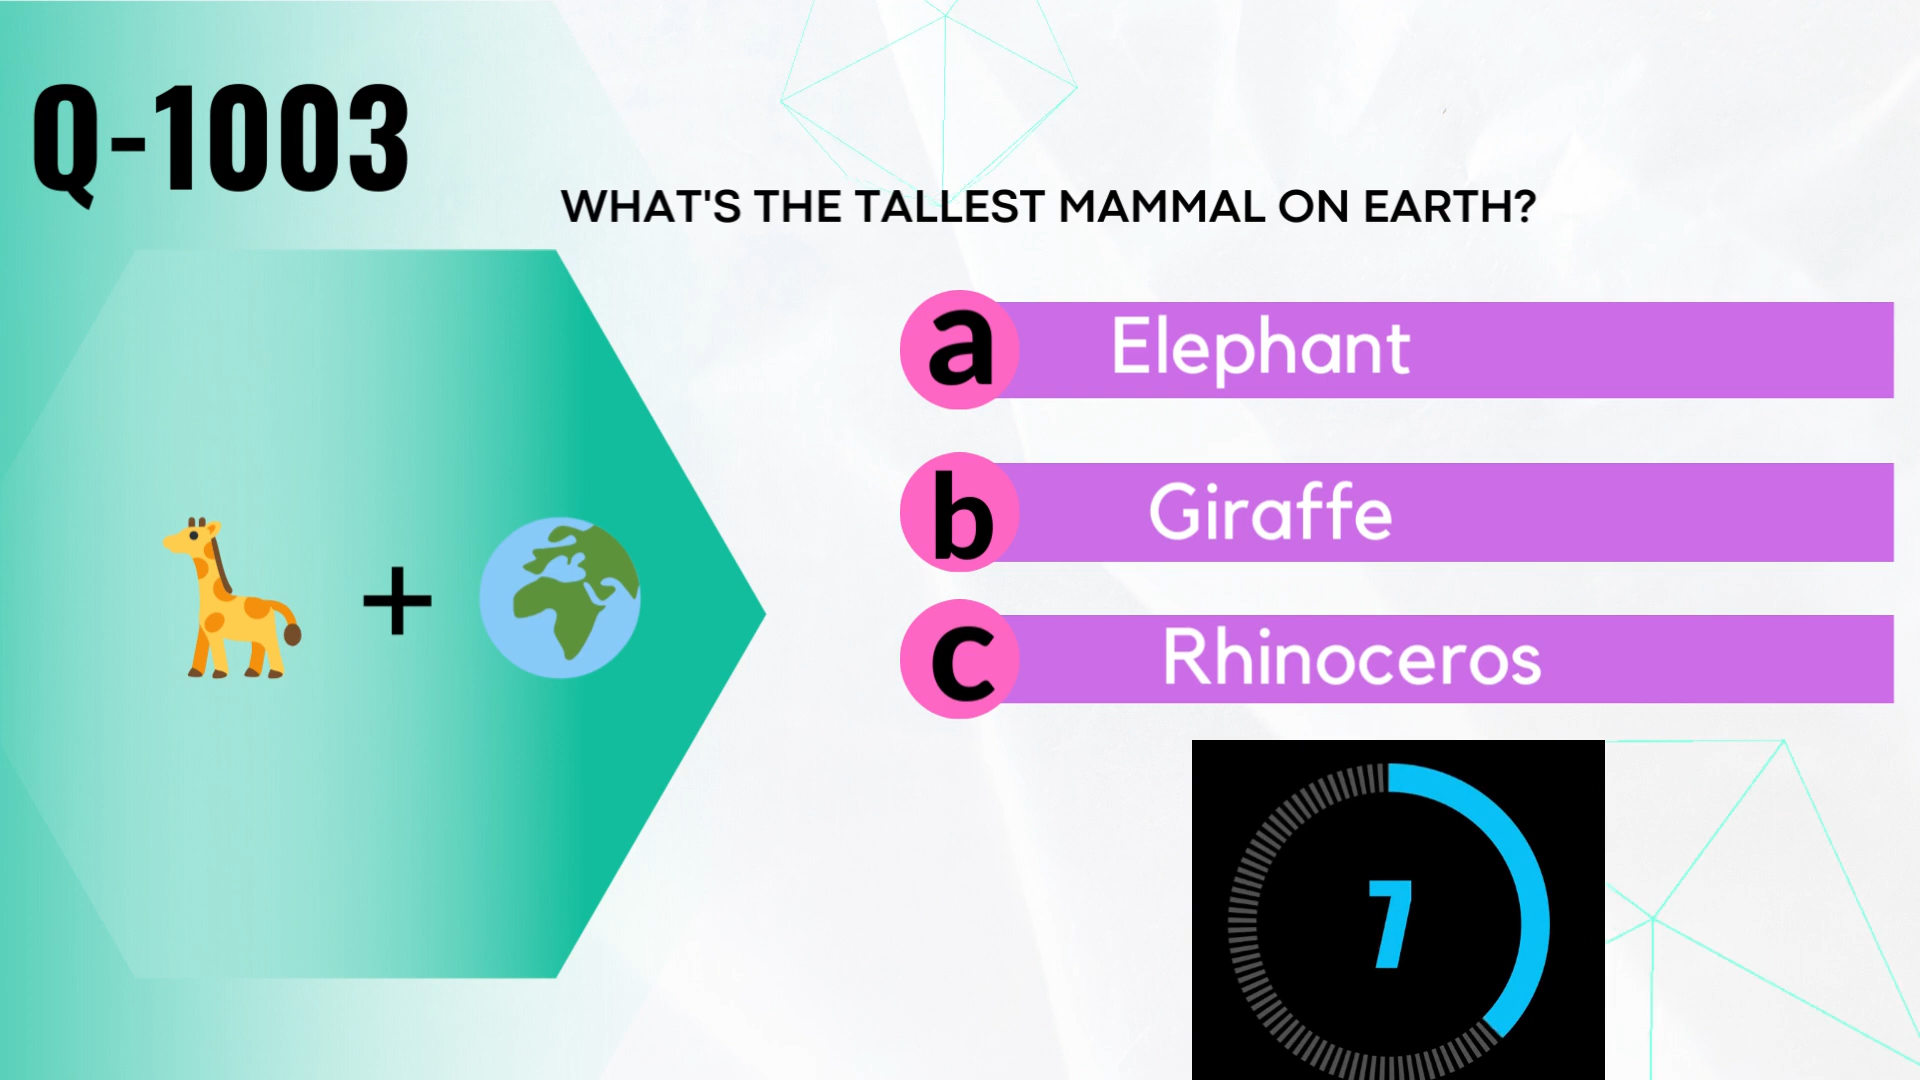 Q-1003
WHAT'S THE TALLEST MAMMAL ON EARTH?
a Elephant
b Giraffe
+
c Rhinoceros
7